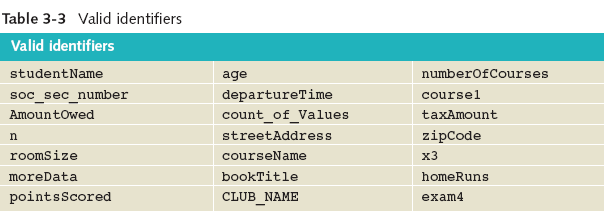 Table 3-3 Valid identifiers
Valid identifiers
studentName age numberOfCourses
soc_sec_number departureTime course1
AmountOwed count_of_Values taxAmount
n streetAddress zipCode
roomSize courseName x3
moreData bookTitle homeRuns
pointsScored CLUB_NAME exam4